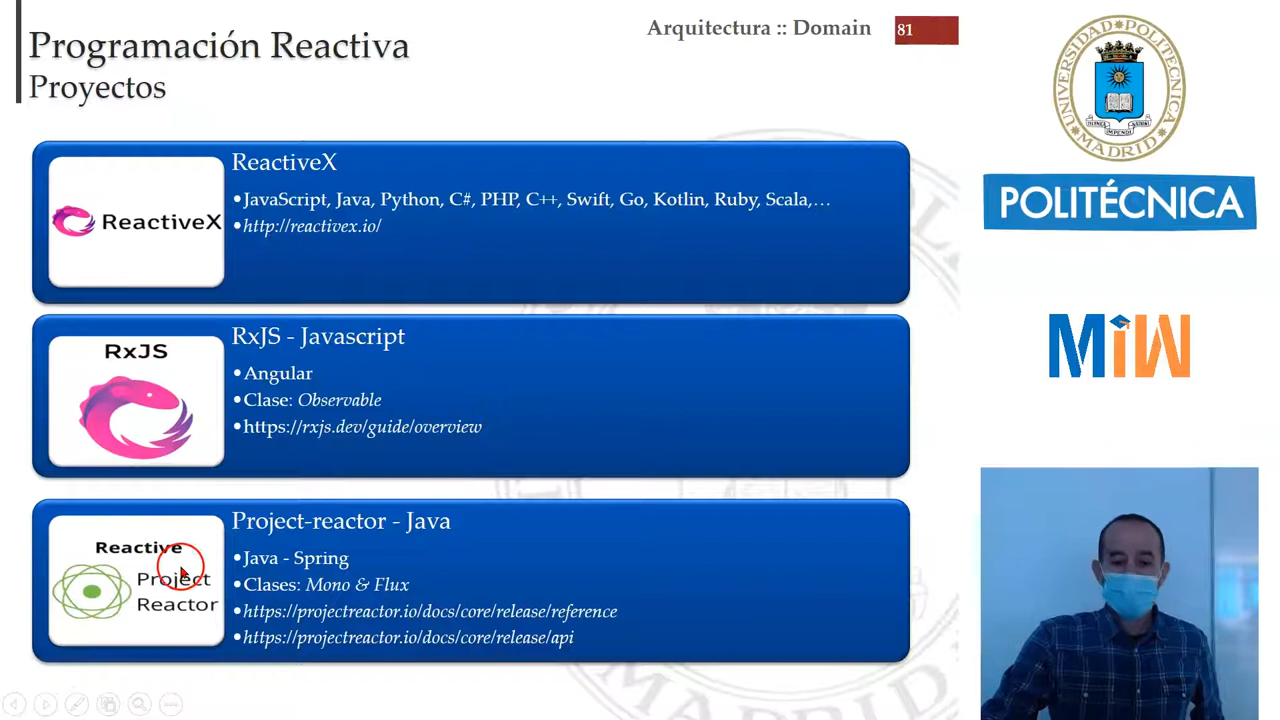 Programación Reactiva
Proyectos
Arquitectura :: Domain
81
ReactiveX
ReactiveX
•JavaScript, Java, Python, C#, PHP, C++, Swift, Go, Kotlin, Ruby, Scala,…
•http://reactivex.io/
RxJS
RxJS - Javascript
•Angular
•Clase: Observable
•https://rxjs.dev/guide/overview
Reactive
Project
Reactor
Project-reactor - Java
•Java - Spring
•Clases: Mono & Flux
•https://projectreactor.io/docs/core/release/reference
•https://projectreactor.io/docs/core/release/api
UNIVERSIDAD POLITECNICA
MADRID
POLITÉCNICA
MiW